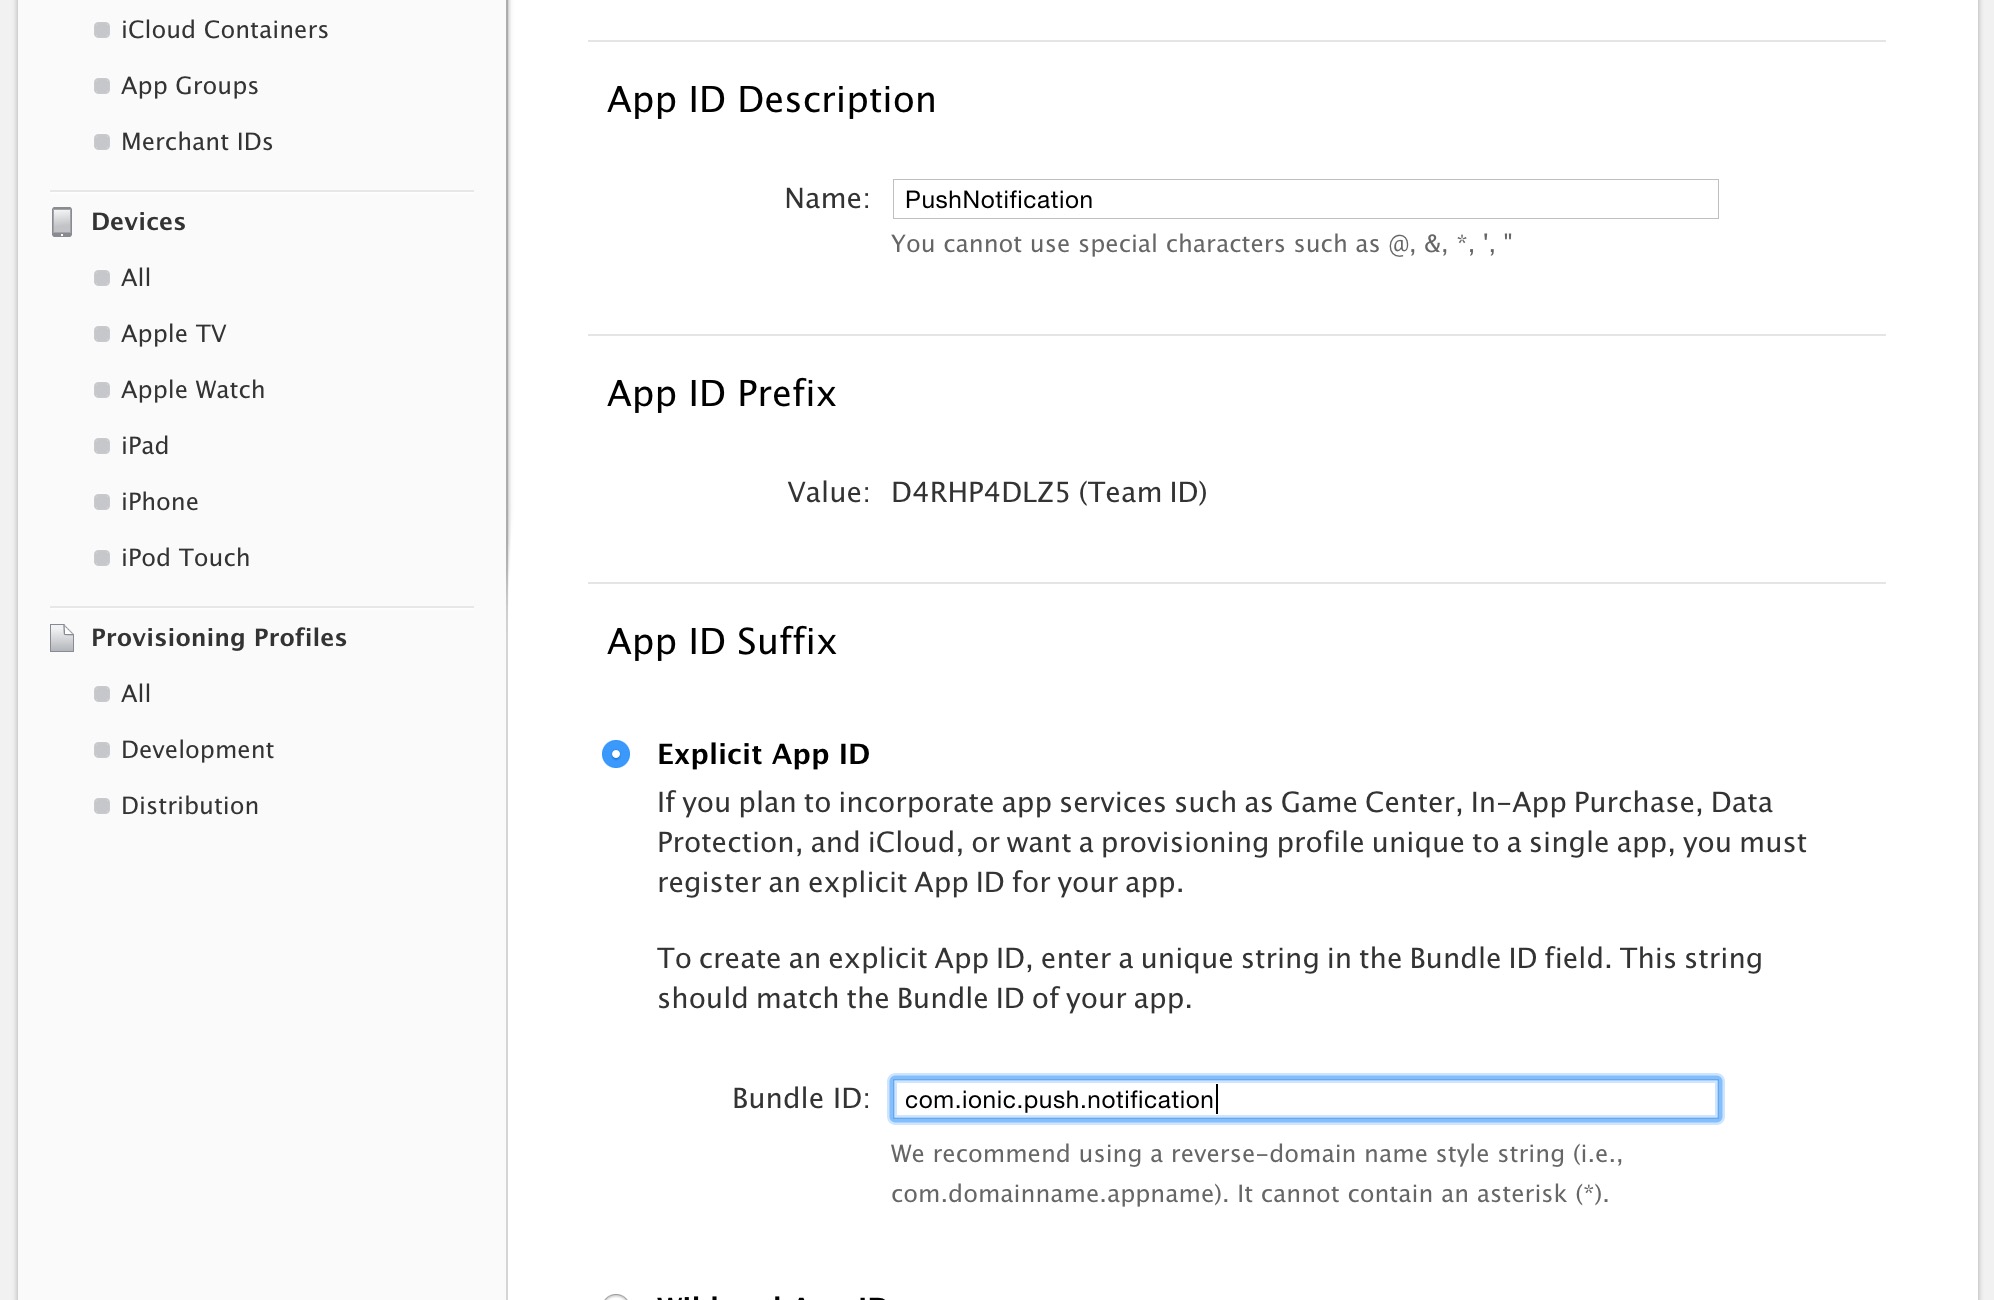 iCloud Containers
App Groups
Merchant IDs
Devices
All
Apple TV
Apple Watch
iPad
iPhone
iPod Touch
Provisioning Profiles
All
Development
Distribution
App ID Description
Name: PushNotification
You cannot use special characters such as @, &, *, ', "
App ID Prefix
Value: D4RHP4DLZ5 (Team ID)
App ID Suffix
Explicit App ID
If you plan to incorporate app services such as Game Center, In-App Purchase, Data
Protection, and iCloud, or want a provisioning profile unique to a single app, you must
register an explicit App ID for your app.
To create an explicit App ID, enter a unique string in the Bundle ID field. This string
should match the Bundle ID of your app.
Bundle ID: com.ionic.push.notification
We recommend using a reverse-domain name style string (i.e.,
com.domainname.appname). It cannot contain an asterisk (*).